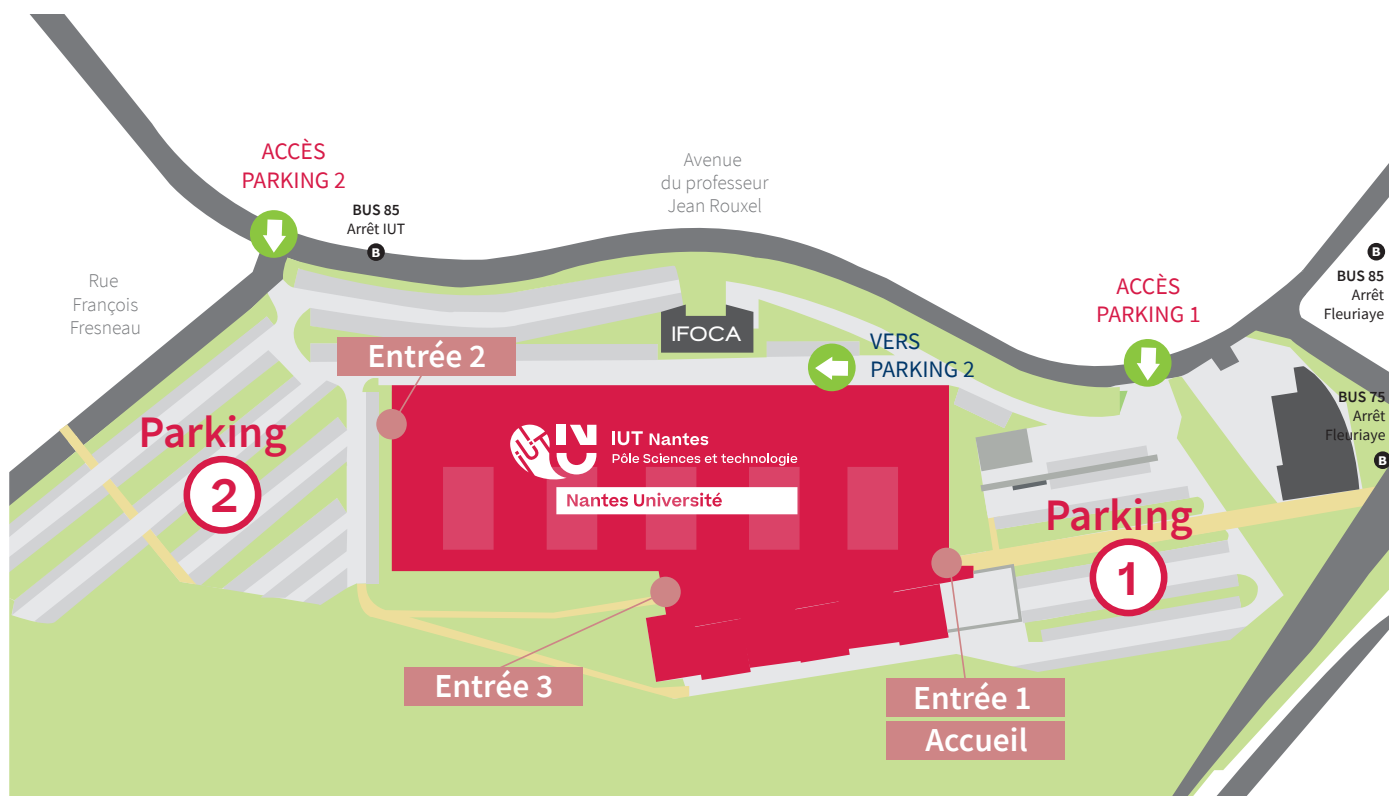 ACCÈS
PARKING 2
BUS 85
Arrêt IUT
B
Avenue
du professeur
Jean Rouxel
Rue
François
Fresneau
ACCÈS
PARKING 1
B
BUS 85
Arrêt
Fleuriaye
IFOCA
VERS
PARKING 2
Entrée 2
BUS 75
Arrêt
Fleuriaye
B
Parking
2
IUT
NU
IUT Nantes
Pôle Sciences et technologie
Nantes Université
Parking
1
Entrée 3
Entrée 1
Accueil